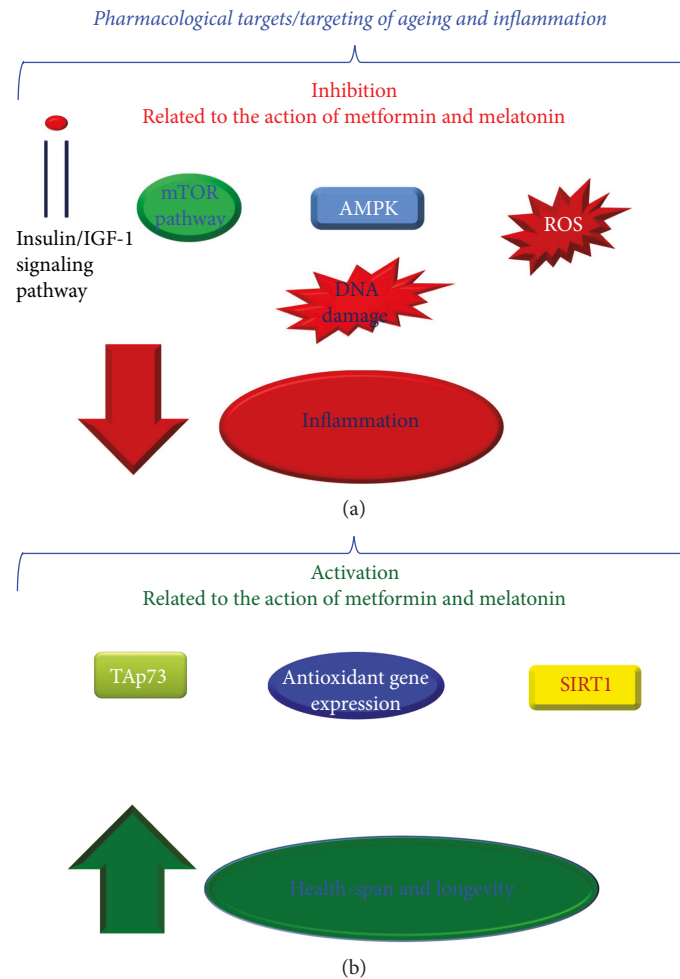 Pharmacological targets/targeting of ageing and inflammation
Inhibition
Related to the action of metformin and melatonin
mTOR
pathway
AMPK
ROS
Insulin/IGF-1
signaling
pathway
DNA
damage
Inflammation
(a)
Activation
Related to the action of metformin and melatonin
TAp73
Antioxidant gene
expression
SIRT1
Health-span and longevity
(b)